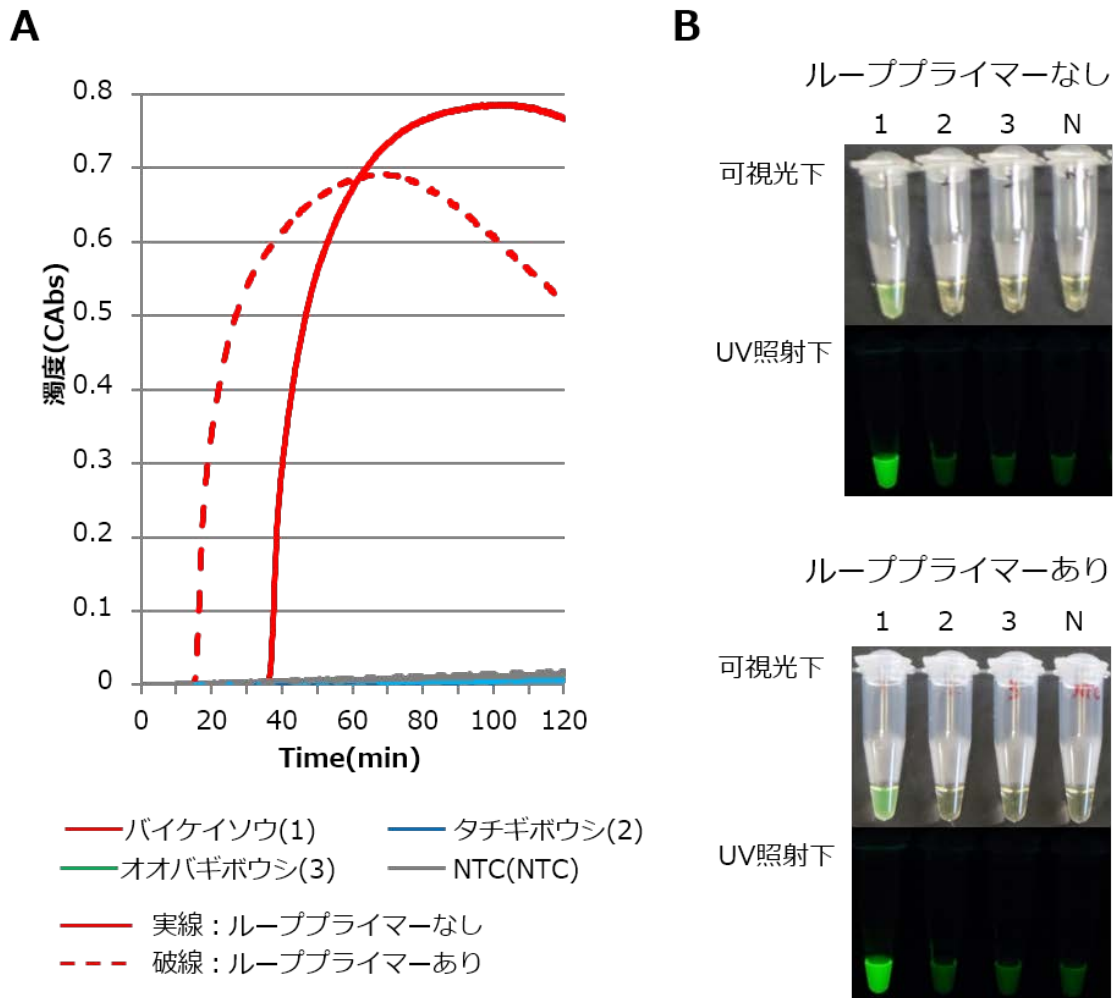 A
0.8
0.7
0.6
0.5
0.4
0.3
0.2
0.1
0
濁度(CAbs)
0 20 40 60 80 100 120
Time(min)
バイケイソウ(1) タチギボウシ(2)
オオバギボウシ(3) NTC(NTC)
実線：ループプライマーなし
破線：ループプライマーあり
B
ループプライマーなし
1 2 3 N
可視光下
UV照射下
ループプライマーあり
1 2 3 N
可視光下
3 NTC
UV照射下